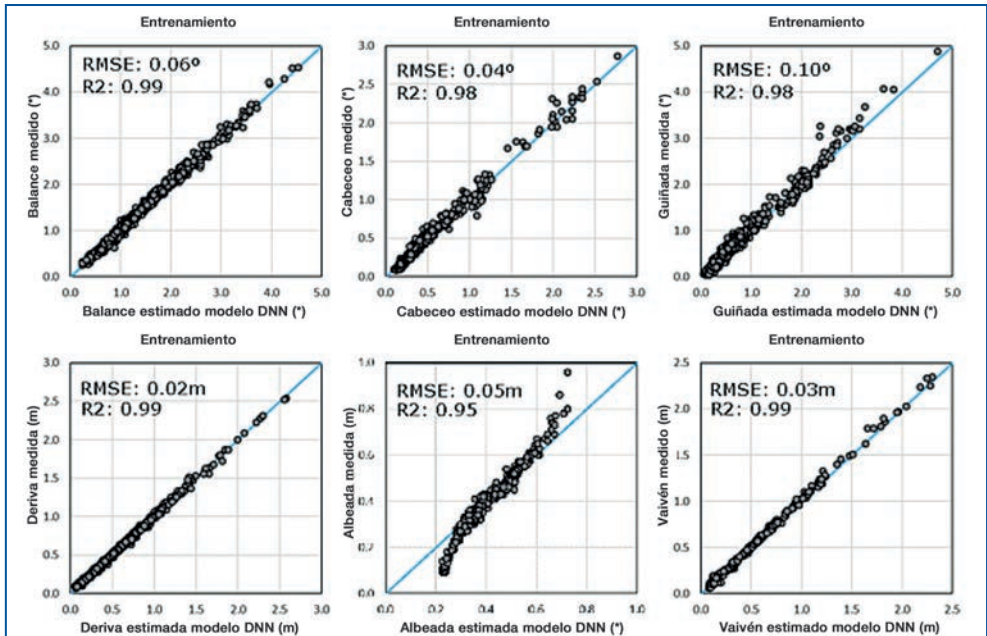 Entrenamiento
RMSE: 0.06º
R2: 0.99
Balance medido (*)
5.0
4.0
3.0
2.0
1.0
0.0
0.0 1.0 2.0 3.0 4.0 5.0
Balance estimado modelo DNN (*)
Entrenamiento
RMSE: 0.04º
R2: 0.98
Cabeceo medido (*)
3.0
2.5
2.0
1.5
1.0
0.5
0.0
0.0 0.5 1.0 1.5 2.0 2.5 3.0
Cabeceo estimado modelo DNN (*)
Entrenamiento
RMSE: 0.10º
R2: 0.98
Guiñada medida (*)
5.0
4.0
3.0
2.0
1.0
0.0
0.0 1.0 2.0 3.0 4.0 5.0
Guiñada estimada modelo DNN (*)
Entrenamiento
RMSE: 0.02m
R2: 0.99
Deriva medida (m)
3.0
2.5
2.0
1.5
1.0
0.5
0.0
0.0 0.5 1.0 1.5 2.0 2.5 3.0
Deriva estimada modelo DNN (m)
Entrenamiento
RMSE: 0.05m
R2: 0.95
Albeada medida (m)
1.0
0.8
0.6
0.4
0.2
0.0
0.0 0.2 0.4 0.6 0.8 1.0
Albeada estimada modelo DNN (*)
Entrenamiento
RMSE: 0.03m
R2: 0.99
Vaivén medido (m)
2.5
2.0
1.5
1.0
0.5
0.0
0.0 0.5 1.0 1.5 2.0 2.5
Vaivén estimado modelo DNN (m)